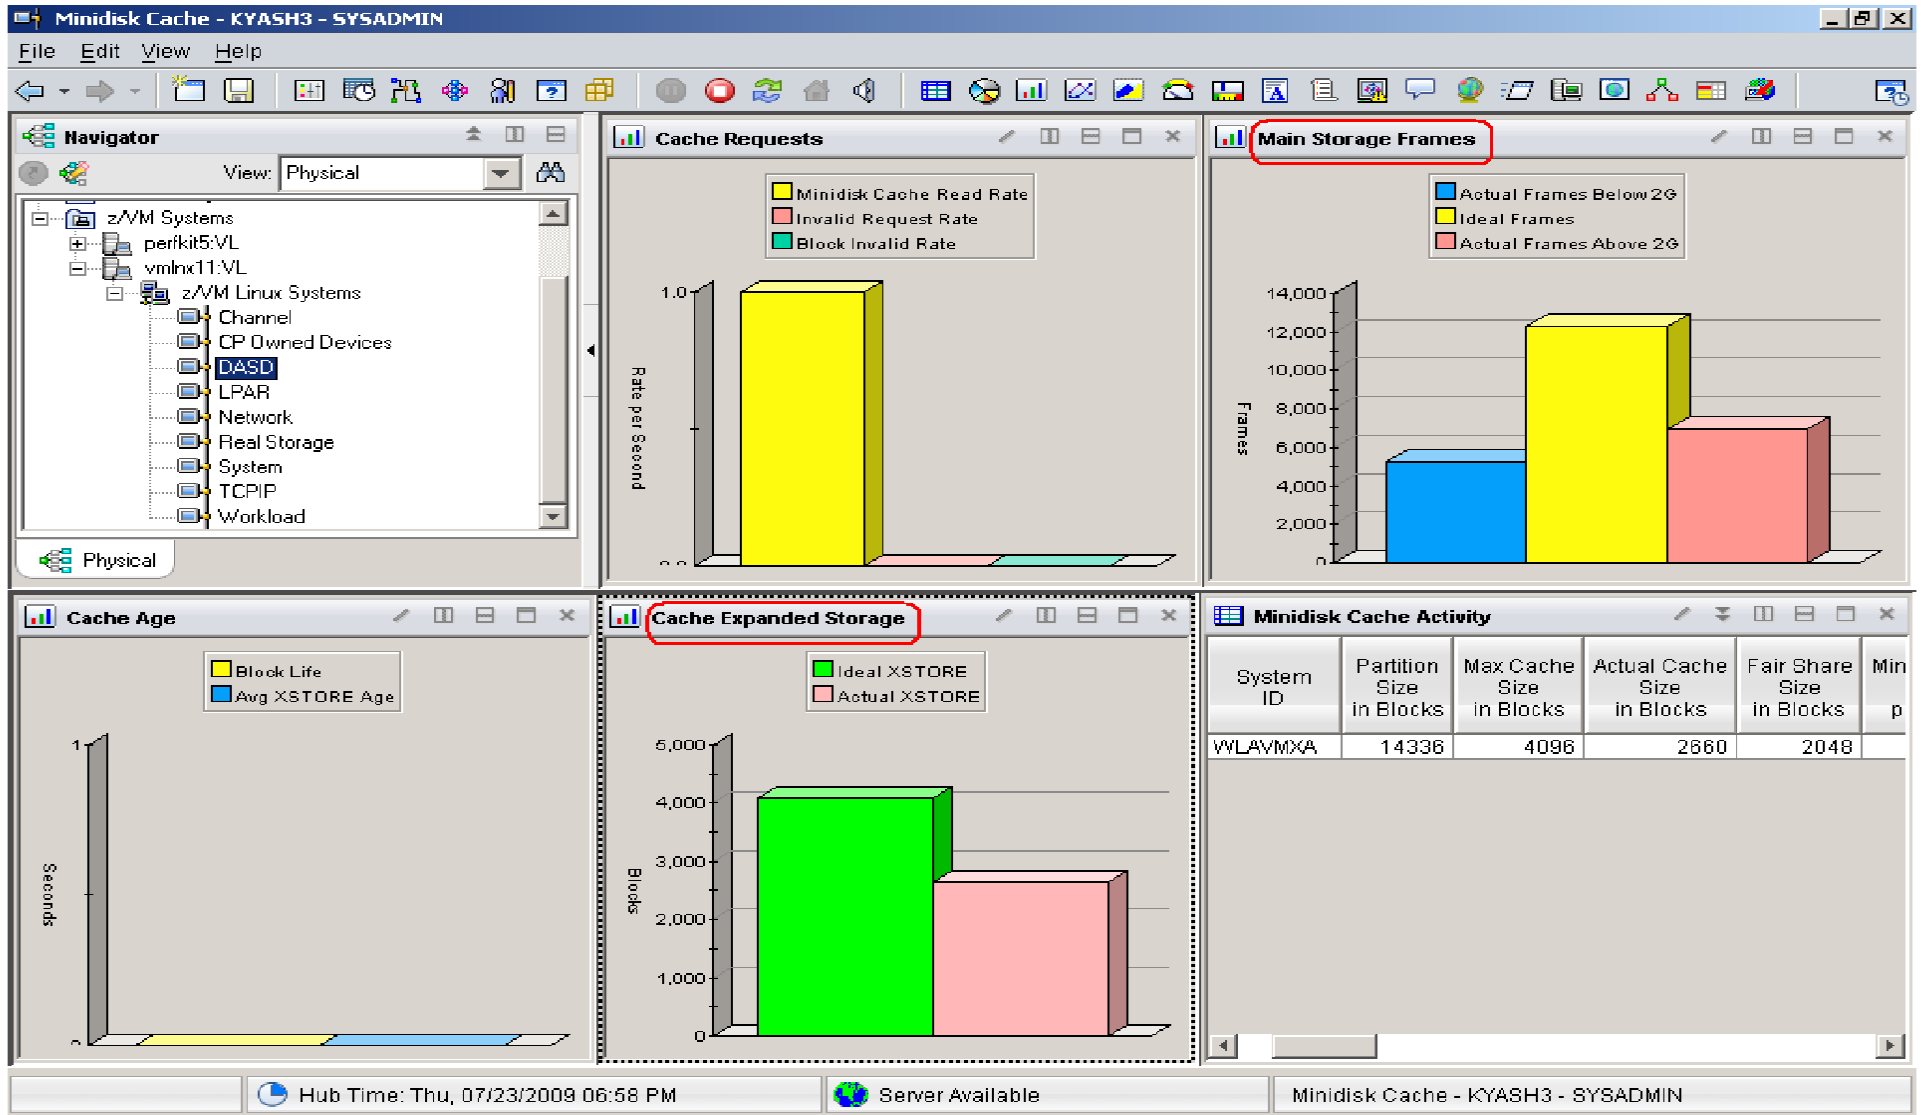 Minidisk Cache - KYASH3 - SYSADMIN
File Edit View Help
Navigator
View: Physical
z/VM Systems
perfkit5:VL
vmlnx11:VL
z/VM Linux Systems
Channel
CP Owned Devices
DASD
LPAR
Network
Real Storage
System
TCPIP
Workload
Physical
Cache Requests
Minidisk Cache Read Rate
Invalid Request Rate
Block Invalid Rate
1.0
Rate per Second
Main Storage Frames
Actual Frames Below 2G
Ideal Frames
Actual Frames Above 2G
14,000
12,000
10,000
8,000
6,000
4,000
2,000
0
Frames
Cache Age
Block Life
Avg XSTORE Age
1
Seconds
Cache Expanded Storage
Ideal XSTORE
Actual XSTORE
5,000
4,000
3,000
2,000
1,000
0
Blocks
Minidisk Cache Activity
System ID
Partition Size in Blocks
Max Cache Size in Blocks
Actual Cache Size in Blocks
Fair Share Size in Blocks
Min
p
WLAVMXA 14336 4096 2660 2048
Hub Time: Thu, 07/23/2009 06:58 PM
Server Available
Minidisk Cache - KYASH3 - SYSADMIN